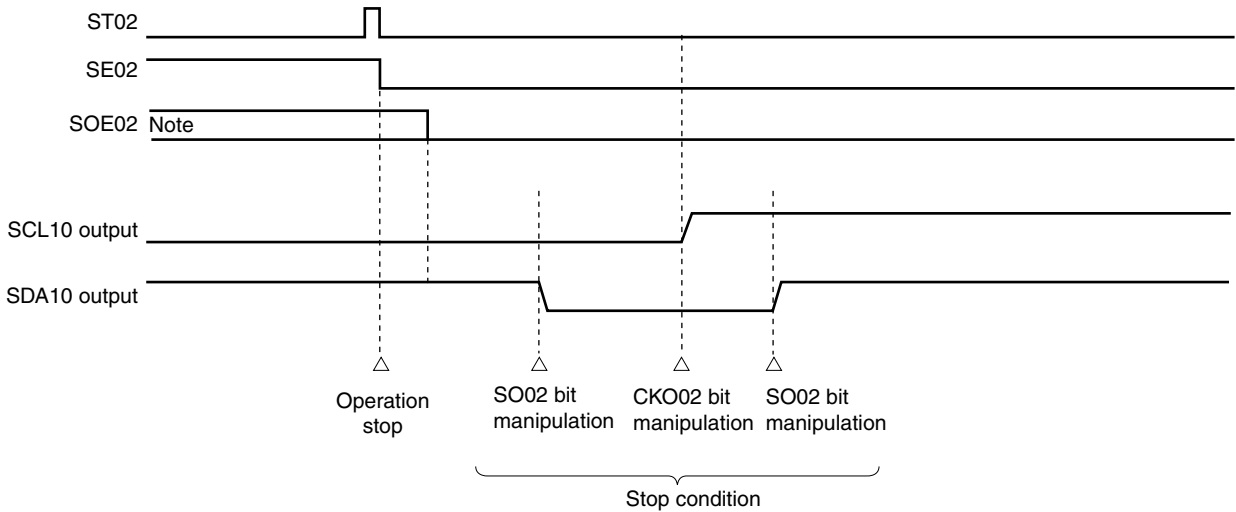 ST02
SE02
SOE02 Note
SCL10 output
SDA10 output
Operation
stop
SO02 bit
manipulation
CKO02 bit
manipulation
SO02 bit
manipulation
Stop condition